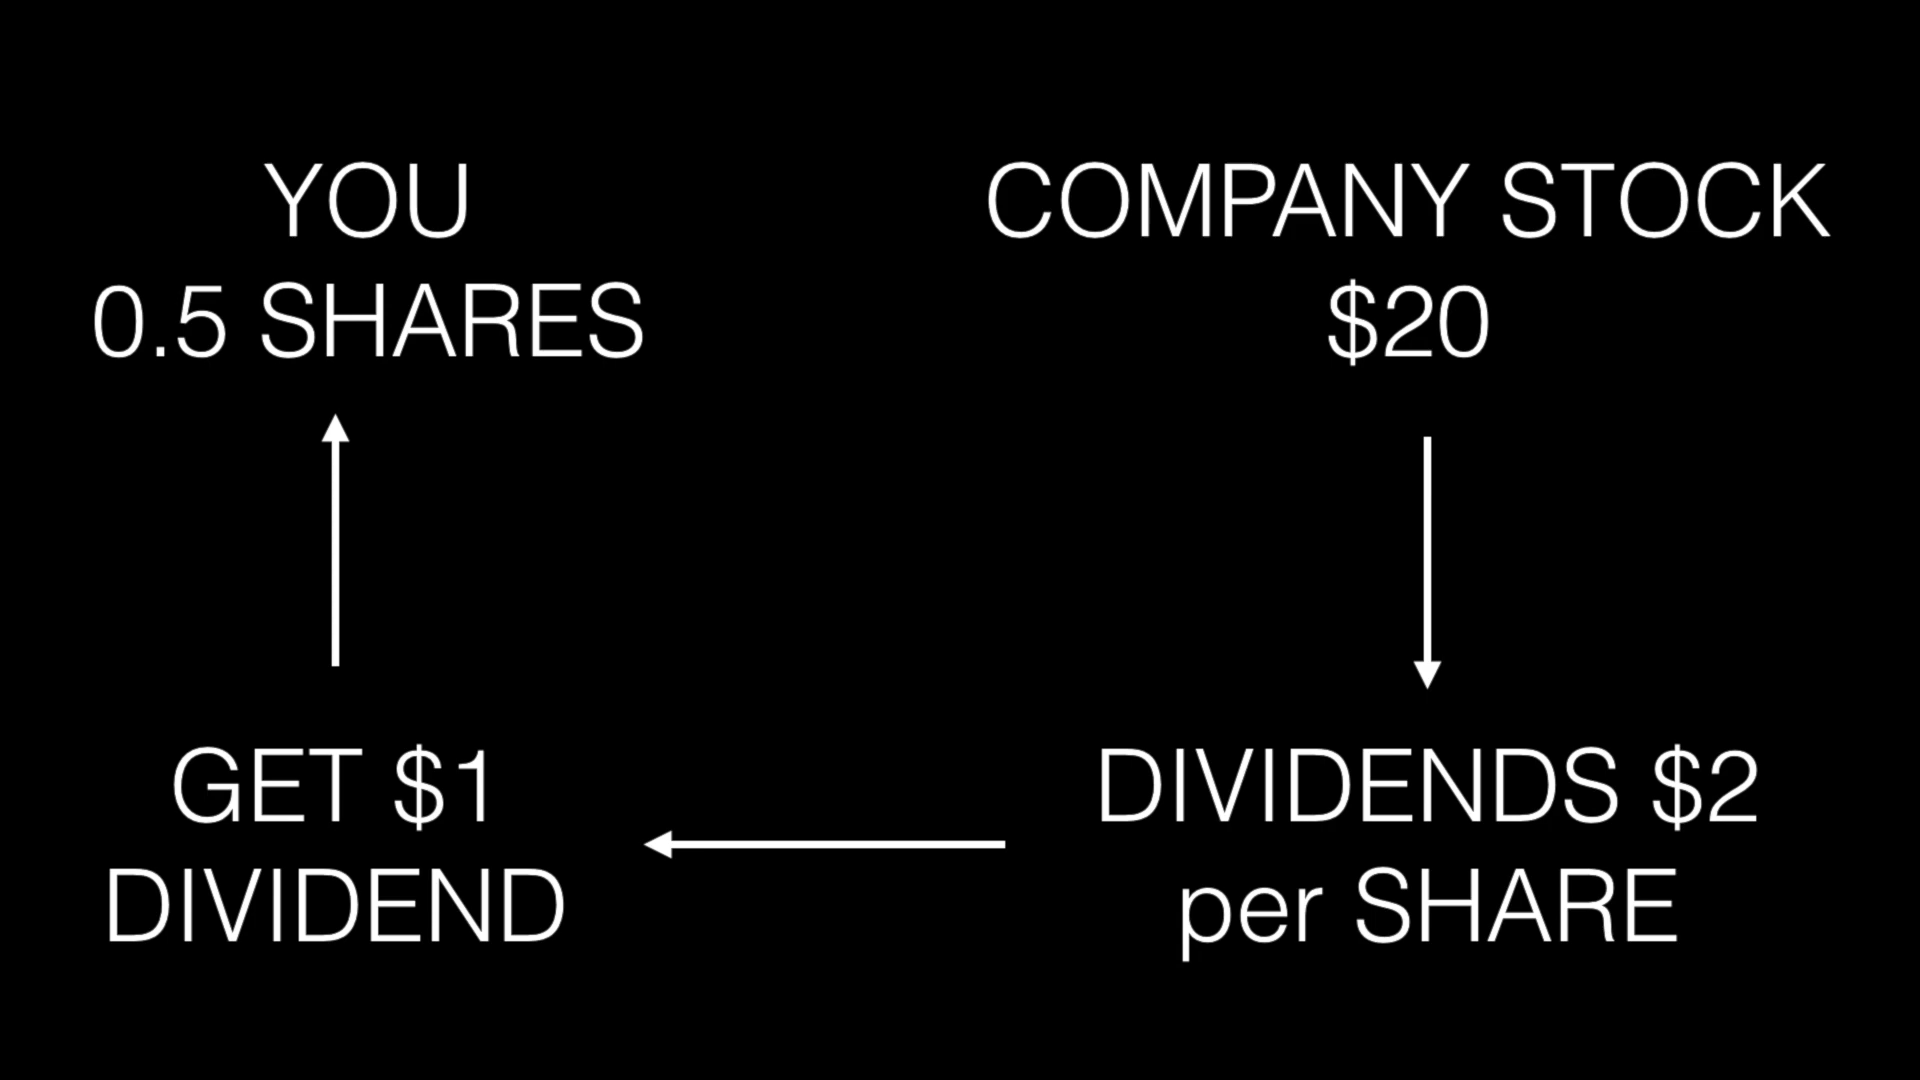 YOU
0.5 SHARES
COMPANY STOCK
$20
GET $1
DIVIDEND
DIVIDENDS $2
per SHARE